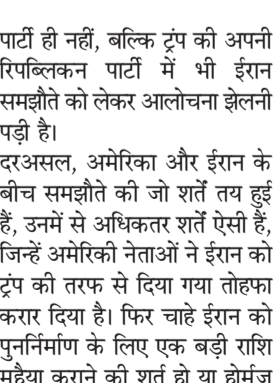 पार्टी ही नहीं, बल्कि ट्रंप की अपनी
रिपब्लिकन पार्टी में भी ईरान
समझौते को लेकर आलोचना झेलनी
पड़ी है।
दरअसल, अमेरिका और ईरान के
बीच समझौते की जो शर्तें तय हुई
हैं, उनमें से अधिकतर शर्तें ऐसी हैं,
जिन्हें अमेरिकी नेताओं ने ईरान को
ट्रंप की तरफ से दिया गया तोहफा
करार दिया है। फिर चाहे ईरान को
पुनर्निर्माण के लिए एक बड़ी राशि
मुहैया कराने की शर्त हो या होर्मुज